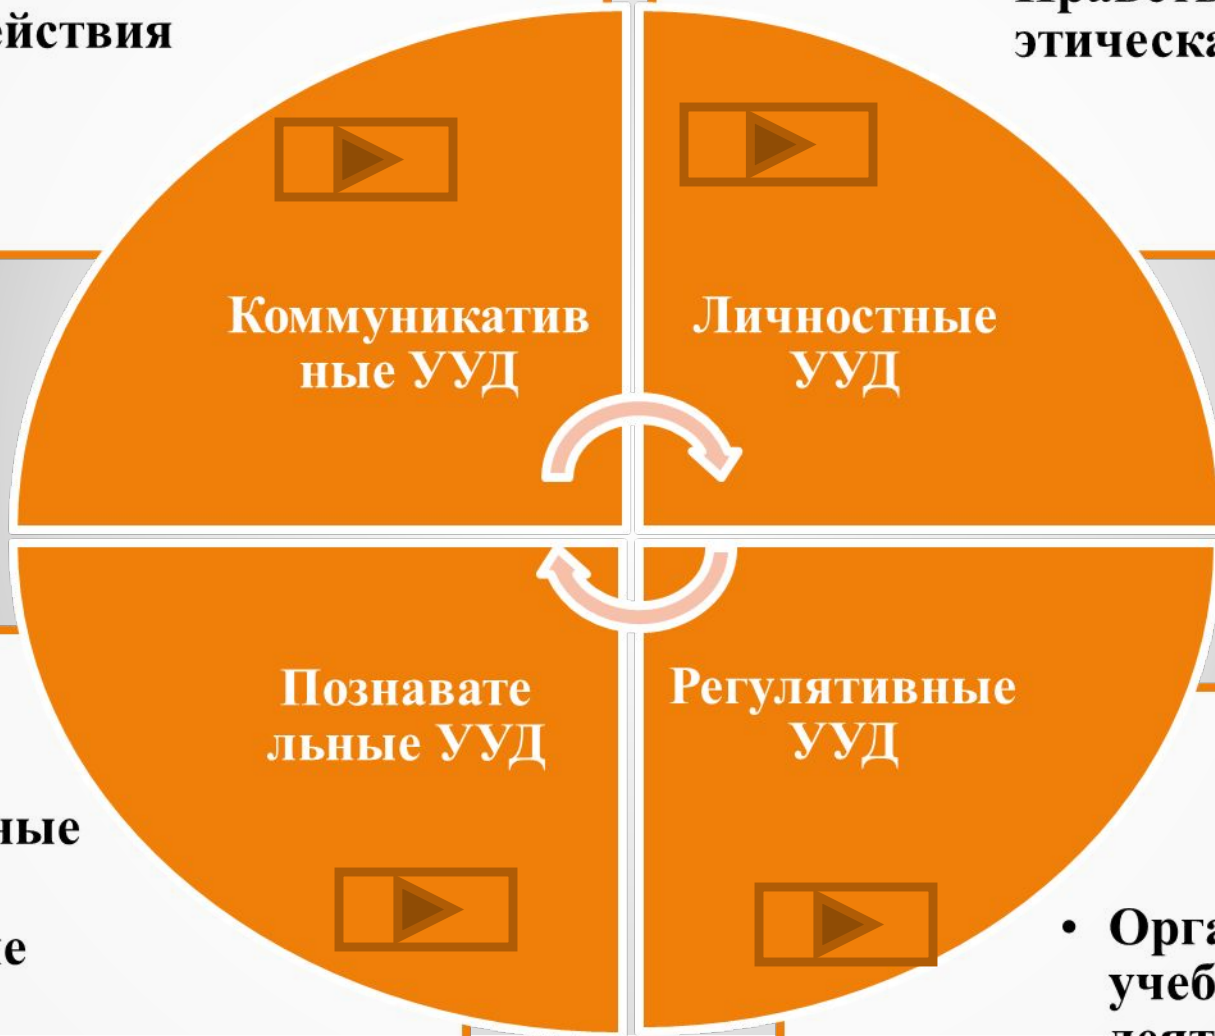 этическа
ействия
Коммуникатив
ные УУД
Личностные
УУД
Познавате
льные УУД
Регулятивные
УУД
ные
е
• Орга
учеб